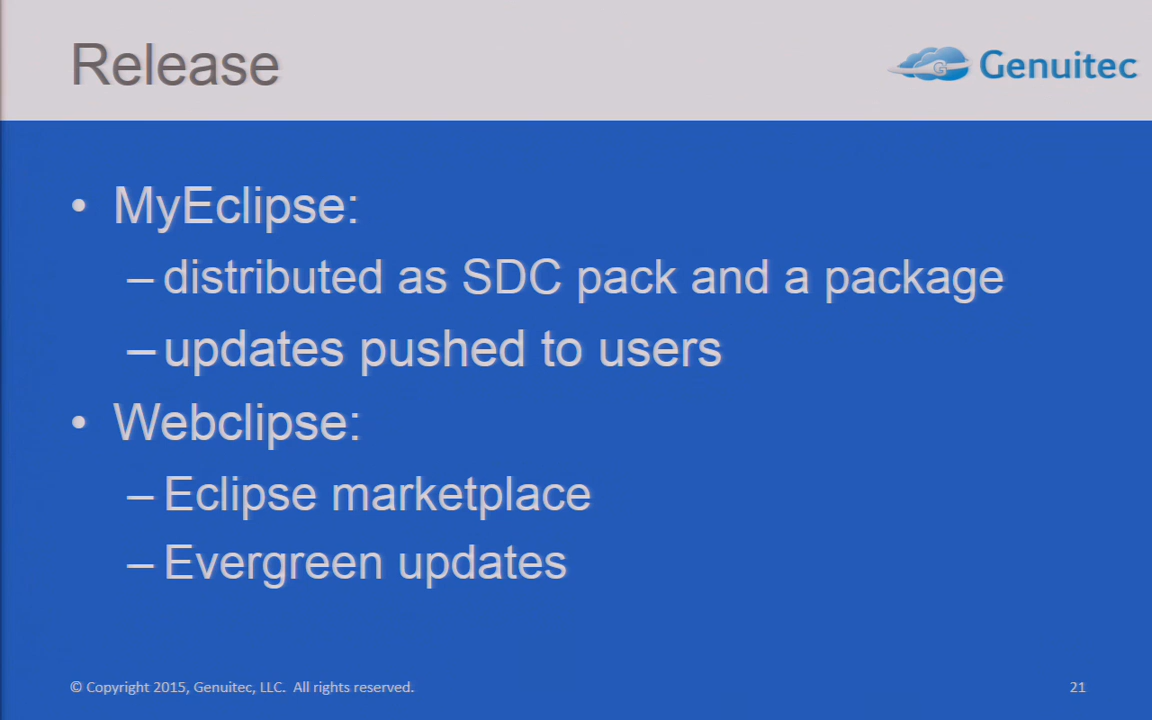 Release
Genuitec
• MyEclipse:
– distributed as SDC pack and a package
– updates pushed to users
• Webclipse:
– Eclipse marketplace
– Evergreen updates
© Copyright 2015, Genuitec, LLC. All rights reserved.
21